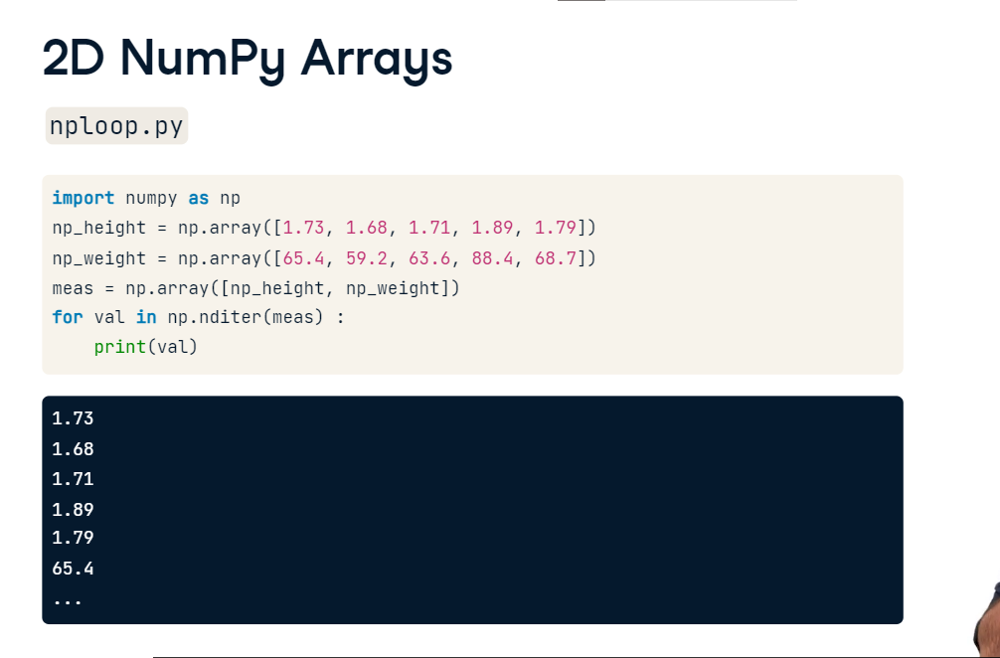 2D NumPy Arrays
nploop.py
import numpy as np
np_height = np.array([1.73, 1.68, 1.71, 1.89, 1.79])
np_weight = np.array([65.4, 59.2, 63.6, 88.4, 68.7])
meas = np.array([np_height, np_weight])
for val in np.nditer(meas) :
    print(val)
1.73
1.68
1.71
1.89
1.79
65.4
...